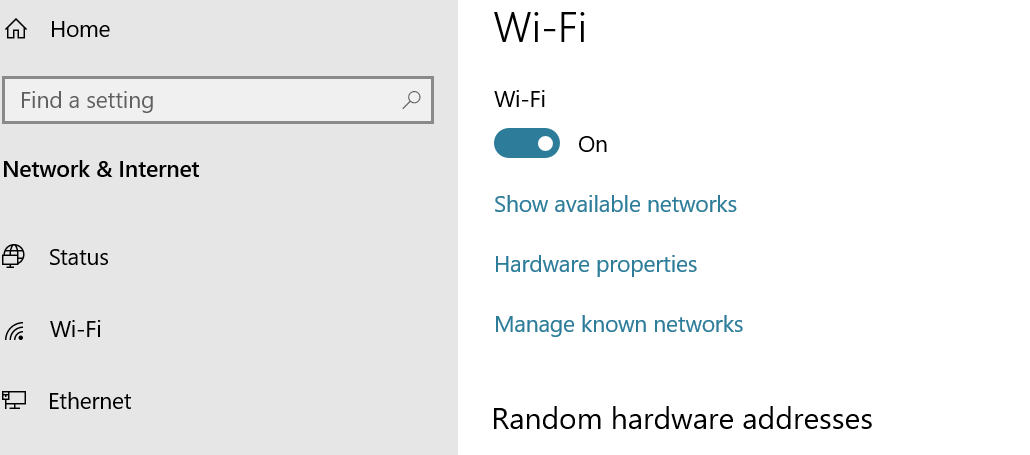 Home
Find a setting
Network & Internet
Status
Wi-Fi
Ethernet
Wi-Fi
Wi-Fi
On
Show available networks
Hardware properties
Manage known networks
Random hardware addresses